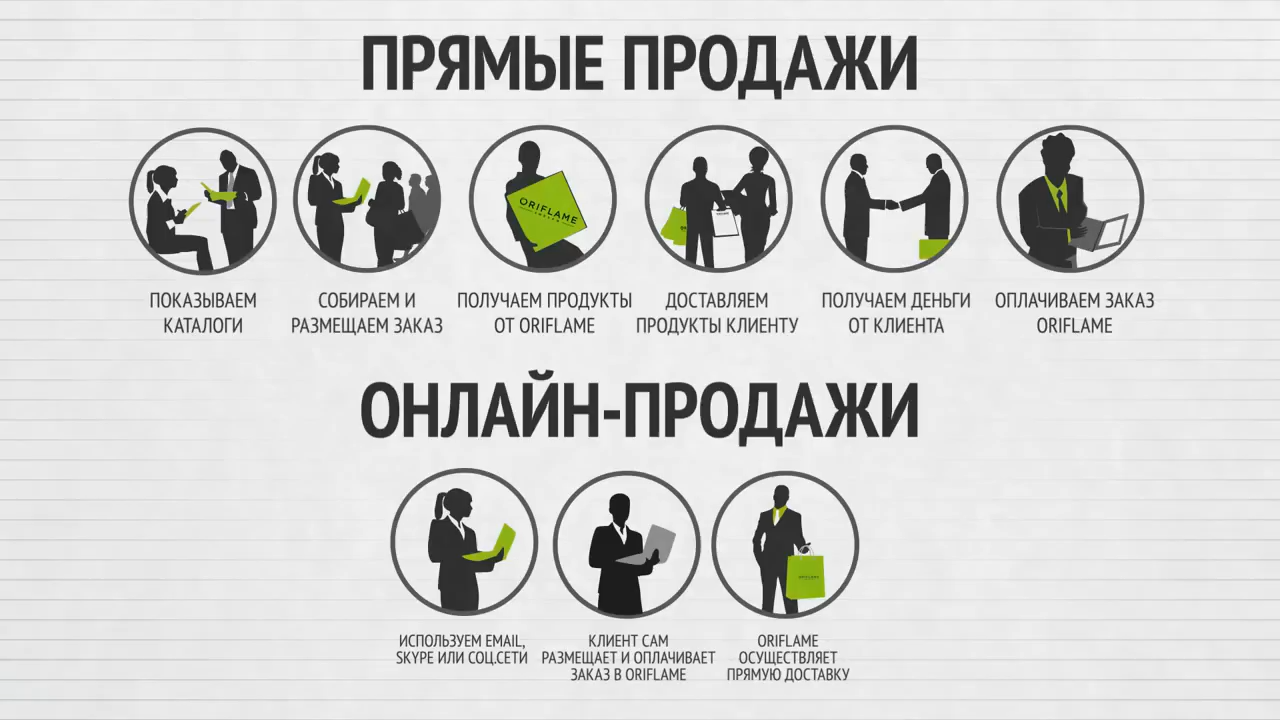 ПРЯМЫЕ ПРОДАЖИ
ORIFLAME
ПОКАЗЫВАЕМ
КАТАЛОГИ
СОБИРАЕМ И
РАЗМЕЩАЕМ ЗАКАЗ
ПОЛУЧАЕМ ПРОДУКТЫ
ОТ ORIFLAME
ДОСТАВЛЯЕМ
ПРОДУКТЫ КЛИЕНТУ
ПОЛУЧАЕМ ДЕНЬГИ
ОТ КЛИЕНТА
ОПЛАЧИВАЕМ ЗАКАЗ
ORIFLAME
ОНЛАЙН-ПРОДАЖИ
ORIFLAME
ИСПОЛЬЗУЕМ EMAIL,
SKYPE ИЛИ СОЦ.СЕТИ
КЛИЕНТ САМ
РАЗМЕЩАЕТ И ОПЛАЧИВАЕТ
ЗАКАЗ В ORIFLAME
ORIFLAME
ОСУЩЕСТВЛЯЕТ
ПРЯМУЮ ДОСТАВКУ